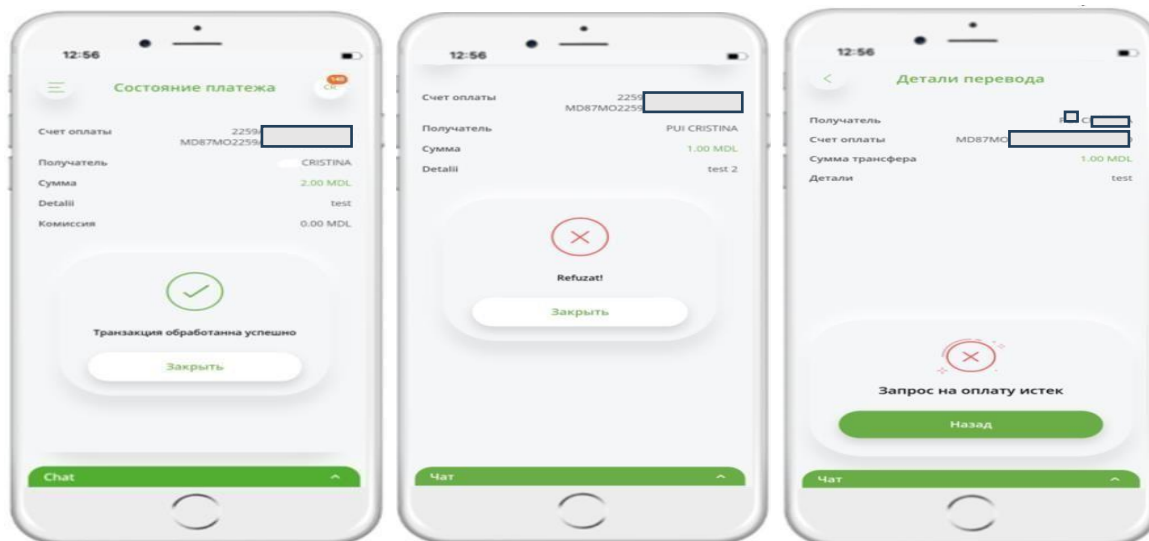 12:56
Состояние платежа
140
Счет оплаты 2259
MD87MO2259
Получатель CRISTINA
Сумма 2.00 MDL
Detalii test
Комиссия 0.00 MDL
Транзакция обработанна успешно
Закрыть
Chat
12:56
Счет оплаты 2259
MD87MO2259
Получатель PUI CRISTINA
Сумма 1.00 MDL
Detalii test 2
Refuzat!
Закрыть
Чат
12:56
Детали перевода
Получатель
Счет оплаты MD87MO
Сумма трансфера 1.00 MDL
Детали test
Запрос на оплату истек
Назад
Чат